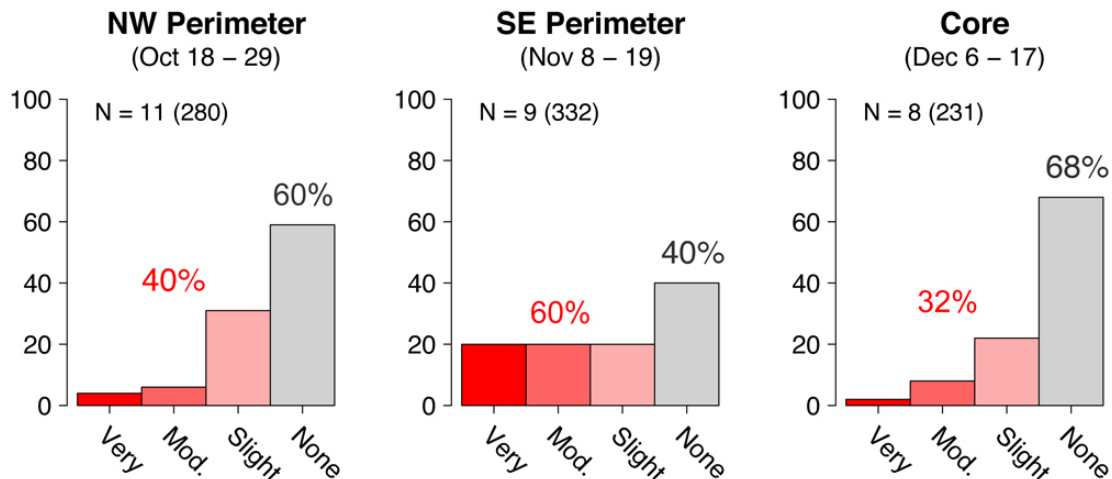 NW Perimeter
(Oct 18 – 29)
N = 11 (280)
100
80
60
40
20
0
40%
60%
Very
Mod.
Slight
None
SE Perimeter
(Nov 8 – 19)
N = 9 (332)
100
80
60
40
20
0
60%
40%
Very
Mod.
Slight
None
Core
(Dec 6 – 17)
N = 8 (231)
100
80
60
40
20
0
32%
68%
Very
Mod.
Slight
None